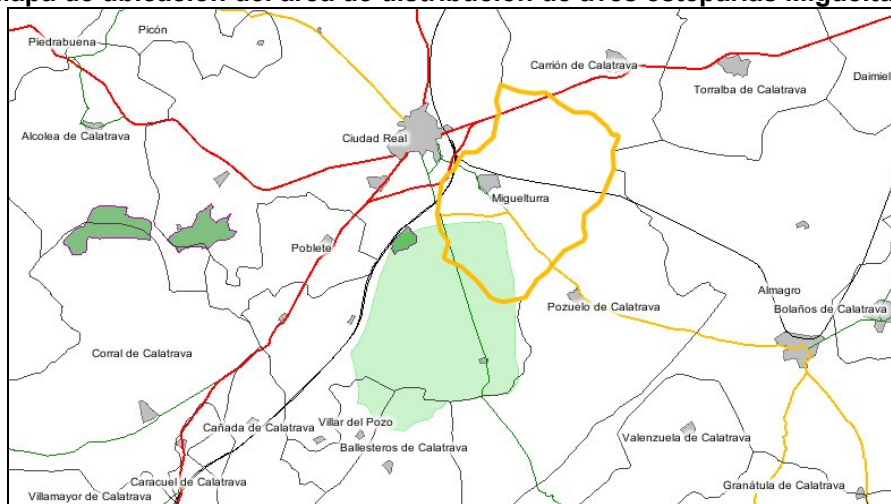 Picón
Piedrabuena
Carrión de Calatrava
Torralba de Calatrava
Daimiel
Alcolea de Calatrava
Ciudad Real
Miguelturra
Poblete
Almagro
Pozuelo de Calatrava
Bolaños de Calatrava
Corral de Calatrava
Cañada de Calatrava
Villar del Pozo
Ballesteros de Calatrava
Valenzuela de Calatrava
Caracuel de Calatrava
Villamayor de Calatrava
Granátula de Calatrava